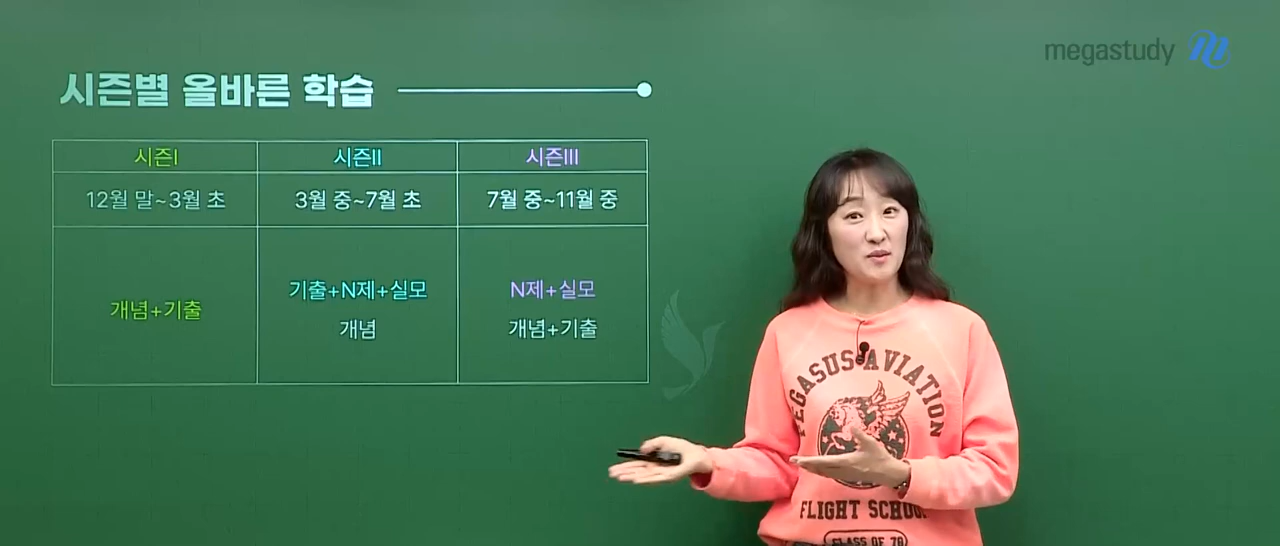 megastudy
시즌별 올바른 학습
시즌I
시즌II
시즌III
12월 말~3월 초
3월 중~7월 초
7월 중~11월 중
개념+기출
기출+N제+실모
개념
N제+실모
개념+기출
PEGASUS AVIATION
FLIGHT SCHOOL
CLASS OF 78